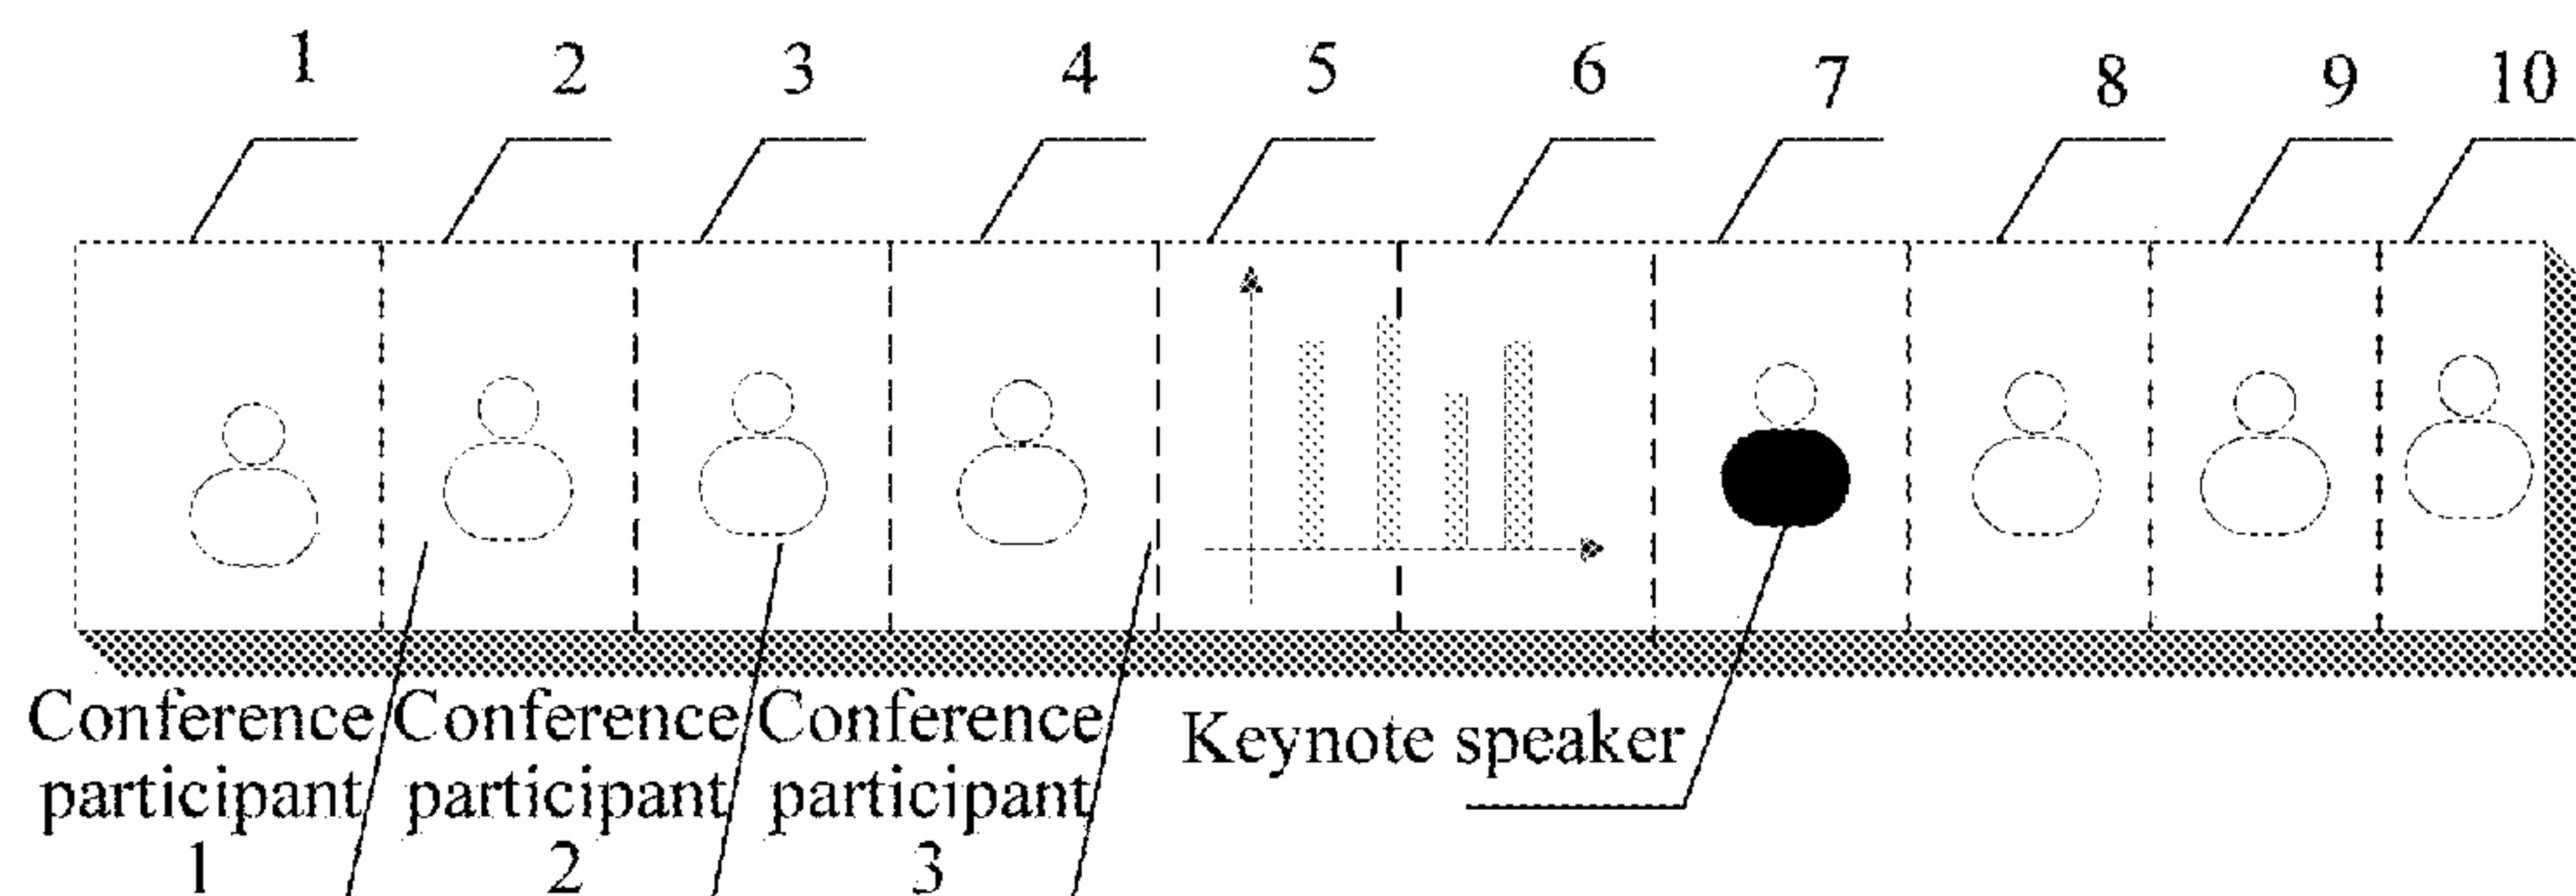 1 2 3 4 5 6 7 8 9 10
Conference participant 1
Conference participant 2
Conference participant 3
Keynote speaker